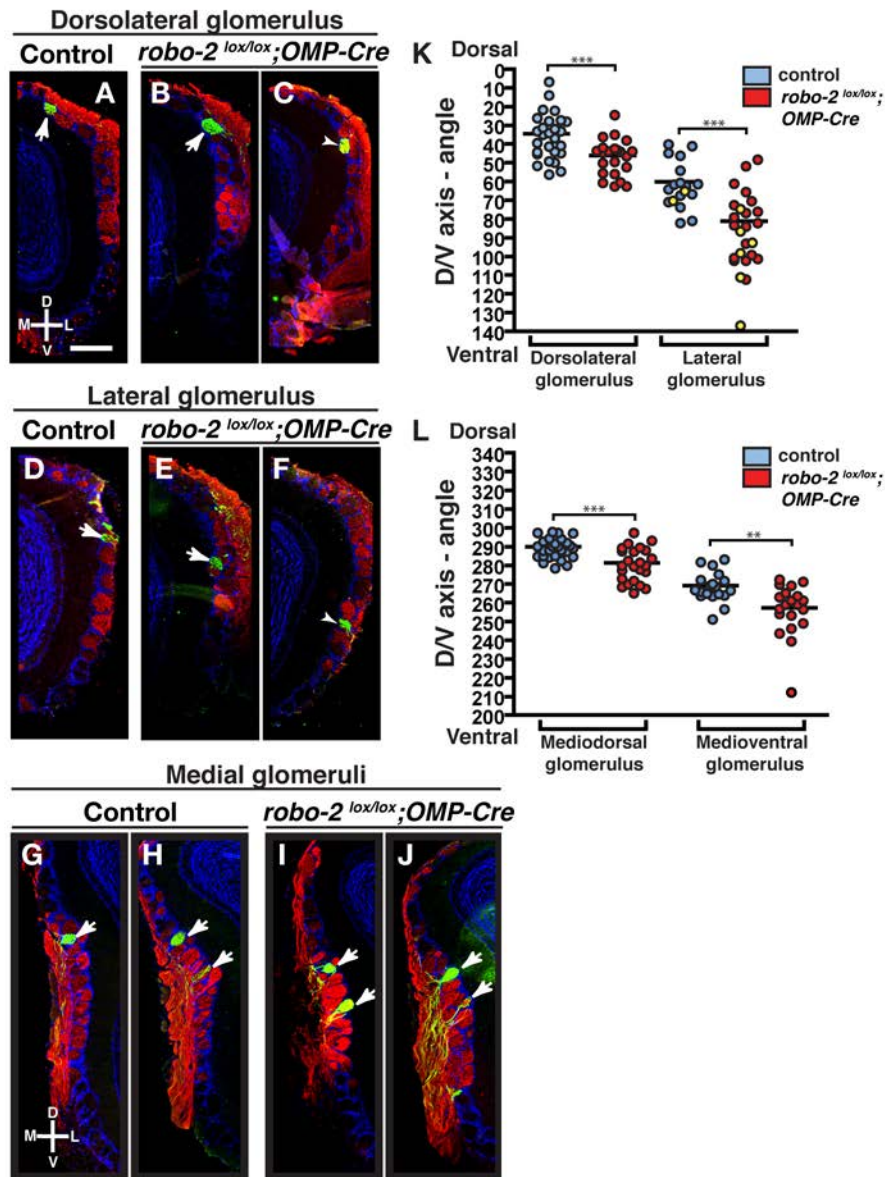 Dorsolateral glomerulus
Control
robo-2 lox/lox;OMP-Cre
A
B
C
D
M
L
V
Lateral glomerulus
Control
robo-2 lox/lox;OMP-Cre
D
E
F
Medial glomeruli
Control
robo-2 lox/lox;OMP-Cre
G
H
I
J
D
M
L
V
K
Dorsal
control
robo-2 lox/lox;
OMP-Cre
D/V axis - angle
0
10
20
30
40
50
60
70
80
90
100
110
120
130
140
***
***
Ventral
Dorsolateral
glomerulus
Lateral
glomerulus
L
Dorsal
control
robo-2 lox/lox;
OMP-Cre
D/V axis - angle
340
330
320
310
300
290
280
270
260
250
240
230
220
210
200
***
**
Ventral
Mediodorsal
glomerulus
Medioventral
glomerulus